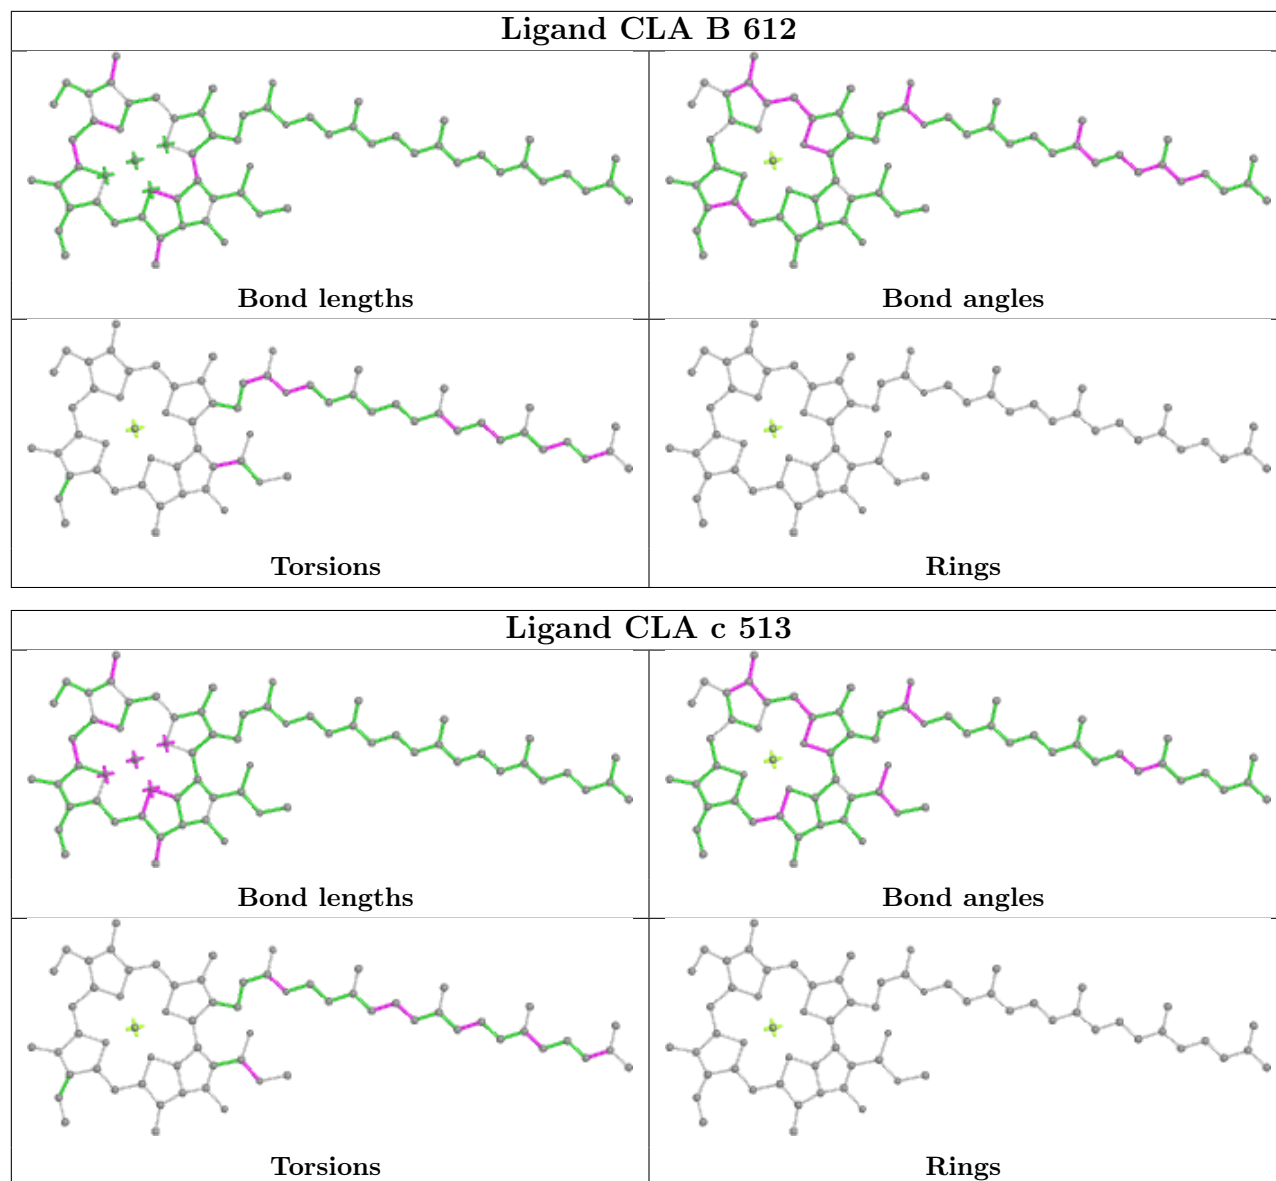 Ligand CLA B 612
Bond lengths
Bond angles
Torsions
Rings
Ligand CLA c 513
Bond lengths
Bond angles
Torsions
Rings